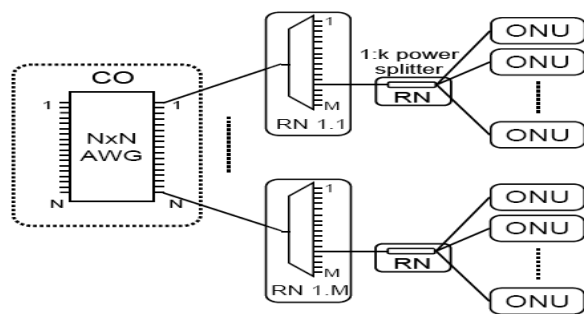 CO
1
1
NxN
AWG
N
N
1
M
RN 1.1
1:k power
splitter
RN
ONU
ONU
ONU
1
M
RN 1.M
RN
ONU
ONU
ONU